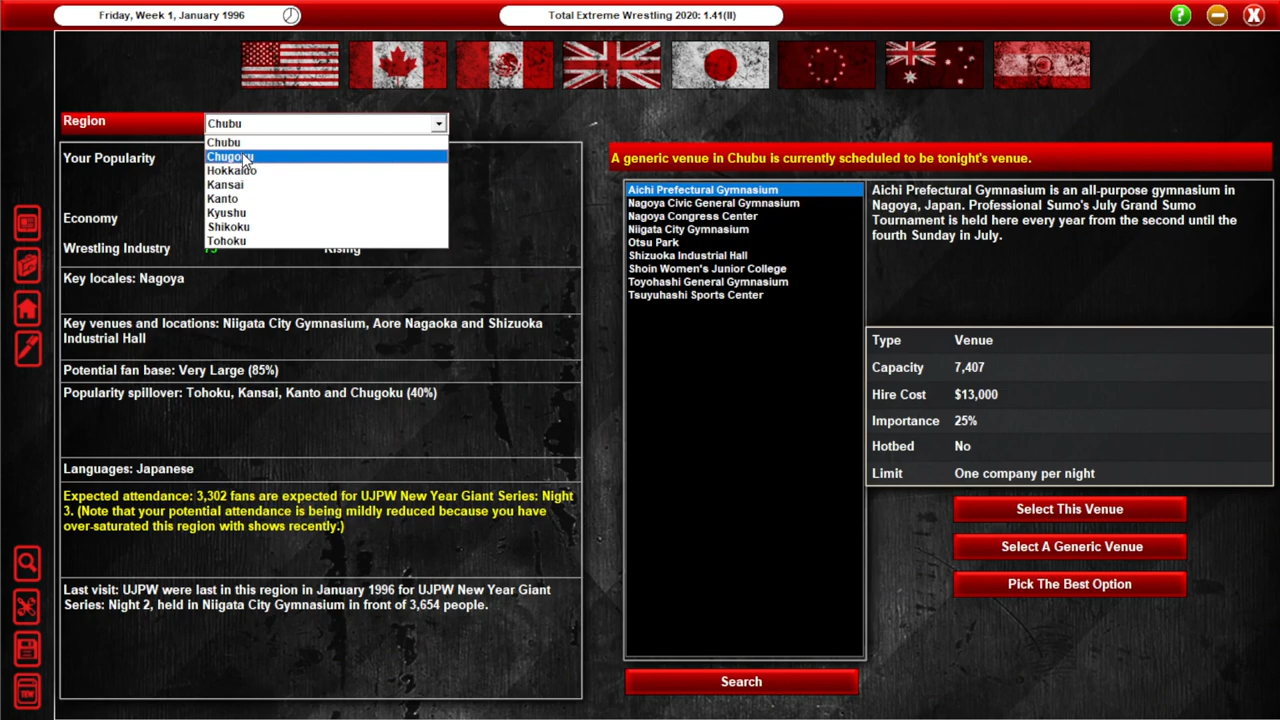 Friday, Week 1, January 1996
Total Extreme Wrestling 2020: 1.41(II)
Region
Chubu
Chubu
Chugoku
Hokkaido
Kansai
Kanto
Kyushu
Shikoku
Tohoku
Your Popularity
Economy
Wrestling Industry
Rising
Key locales: Nagoya
Key venues and locations: Niigata City Gymnasium, Aore Nagaoka and Shizuoka
Industrial Hall
Potential fan base: Very Large (85%)
Popularity spillover: Tohoku, Kansai, Kanto and Chugoku (40%)
Languages: Japanese
Expected attendance: 3,302 fans are expected for UJPW New Year Giant Series: Night
3. (Note that your potential attendance is being mildly reduced because you have
over-saturated this region with shows recently.)
Last visit: UJPW were last in this region in January 1996 for UJPW New Year Giant
Series: Night 2, held in Niigata City Gymnasium in front of 3,654 people.
A generic venue in Chubu is currently scheduled to be tonight's venue.
Aichi Prefectural Gymnasium
Nagoya Civic General Gymnasium
Nagoya Congress Center
Niigata City Gymnasium
Otsu Park
Shizuoka Industrial Hall
Shoin Women's Junior College
Toyohashi General Gymnasium
Tsuyuhashi Sports Center
Search
Aichi Prefectural Gymnasium is an all-purpose gymnasium in
Nagoya, Japan. Professional Sumo's July Grand Sumo
Tournament is held here every year from the second until the
fourth Sunday in July.
Type Venue
Capacity 7,407
Hire Cost $13,000
Importance 25%
Hotbed No
Limit One company per night
Select This Venue
Select A Generic Venue
Pick The Best Option
TEW